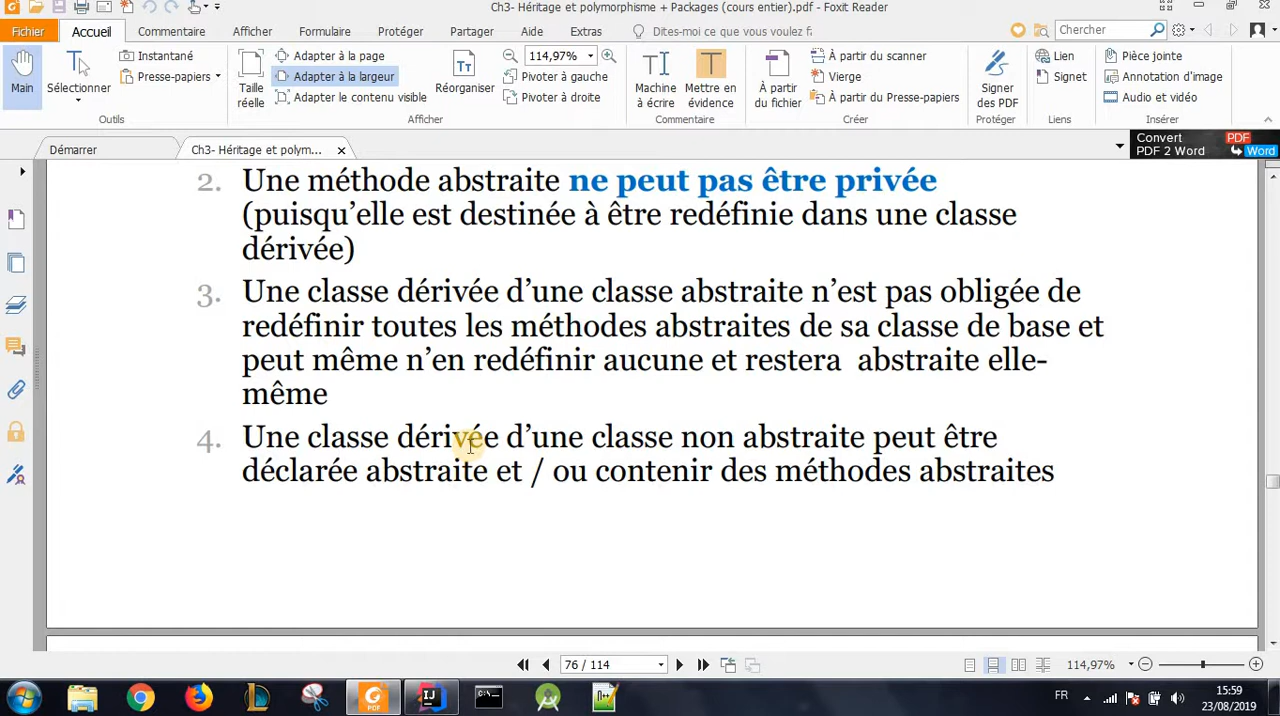 Ch3- Héritage et polymorphisme + Packages (cours entier).pdf - Foxit Reader
Fichier Accueil Commentaire Afficher Formulaire Protéger Partager Aide Extras Dites-moi ce que vous voulez f. Chercher
Main
Sélectionner
Instantané
Presse-papiers
Outils
Taille réelle
Adapter à la page
Adapter à la largeur
Adapter le contenu visible
Réorganiser
114,97%
Pivoter à gauche
Pivoter à droite
Afficher
Machine à écrire
Mettre en évidence
Commentaire
À partir du fichier
À partir du scanner
Vierge
À partir du Presse-papiers
Créer
Signer des PDF
Protéger
Lien
Signet
Liens
Pièce jointe
Annotation d'image
Audio et vidéo
Insérer
Démarrer Ch3- Héritage et polym...
Convert PDF
PDF 2 Word Word
2. Une méthode abstraite ne peut pas être privée
(puisqu’elle est destinée à être redéfinie dans une classe
dérivée)
3. Une classe dérivée d’une classe abstraite n’est pas obligée de
redéfinir toutes les méthodes abstraites de sa classe de base et
peut même n’en redéfinir aucune et restera abstraite elle-
même
4. Une classe dérivée d’une classe non abstraite peut être
déclarée abstraite et / ou contenir des méthodes abstraites
76 / 114 114,97%
FR 15:59
23/08/2019